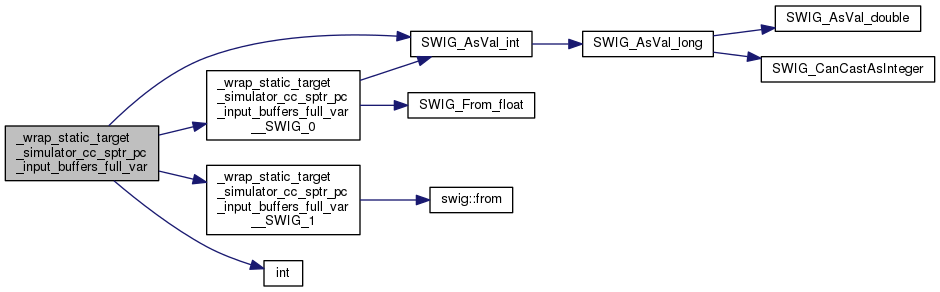 _wrap_static_target
_simulator_cc_sptr_pc
_input_buffers_full_var
SWIG_AsVal_int
_wrap_static_target
_simulator_cc_sptr_pc
_input_buffers_full_var
__SWIG_0
SWIG_From_float
_wrap_static_target
_simulator_cc_sptr_pc
_input_buffers_full_var
__SWIG_1
swig::from
int
SWIG_AsVal_long
SWIG_AsVal_double
SWIG_CanCastAsInteger